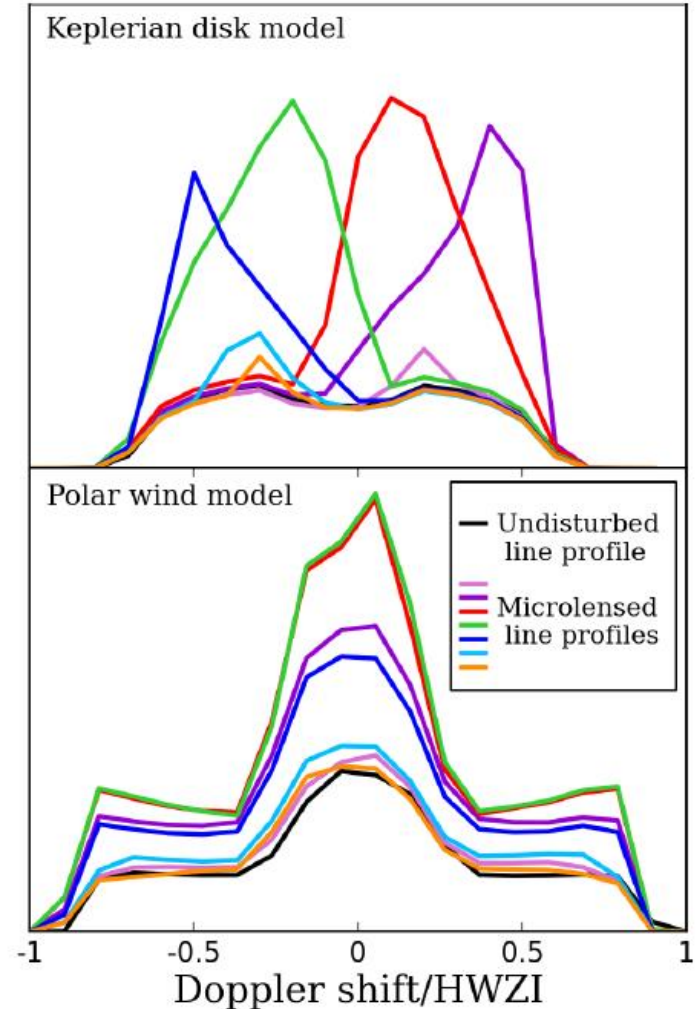 Keplerian disk model
Polar wind model
Undisturbed
line profile
Microlensed
line profiles
-1 -0.5 0 0.5 1
Doppler shift/HWZI